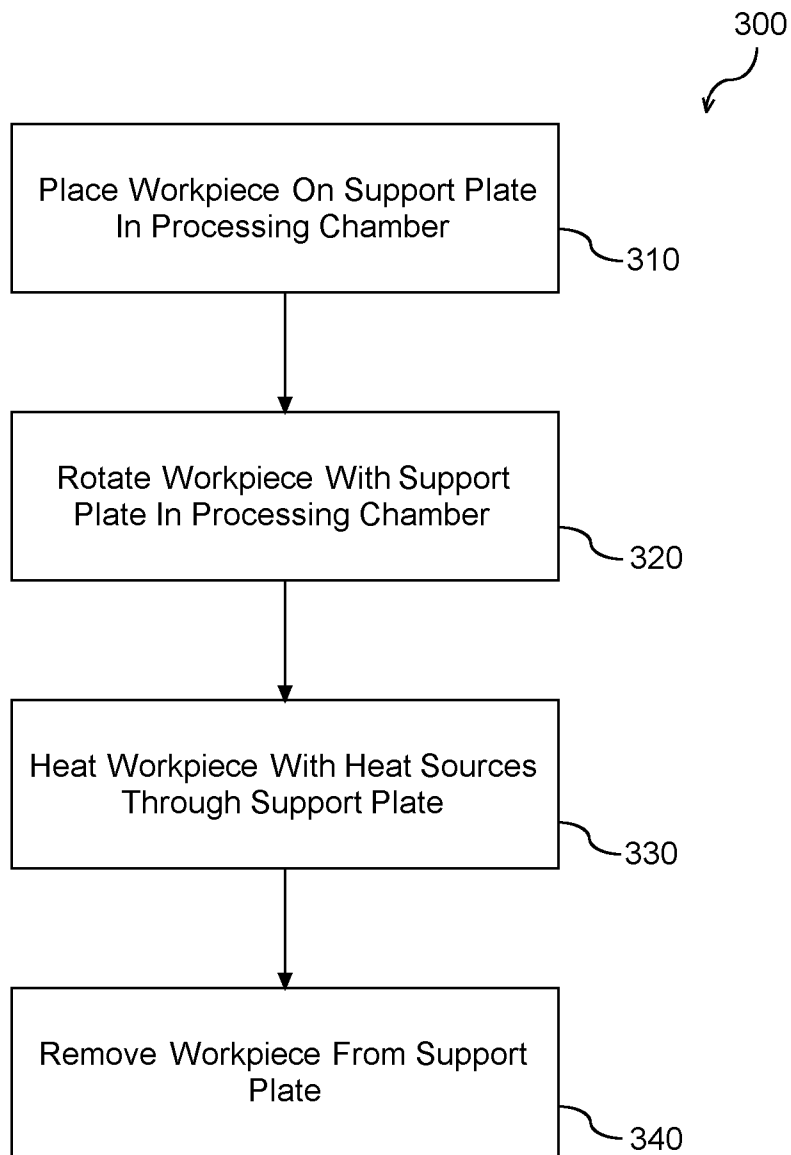 300
Place Workpiece On Support Plate
In Processing Chamber
310
Rotate Workpiece With Support
Plate In Processing Chamber
320
Heat Workpiece With Heat Sources
Through Support Plate
330
Remove Workpiece From Support
Plate
340